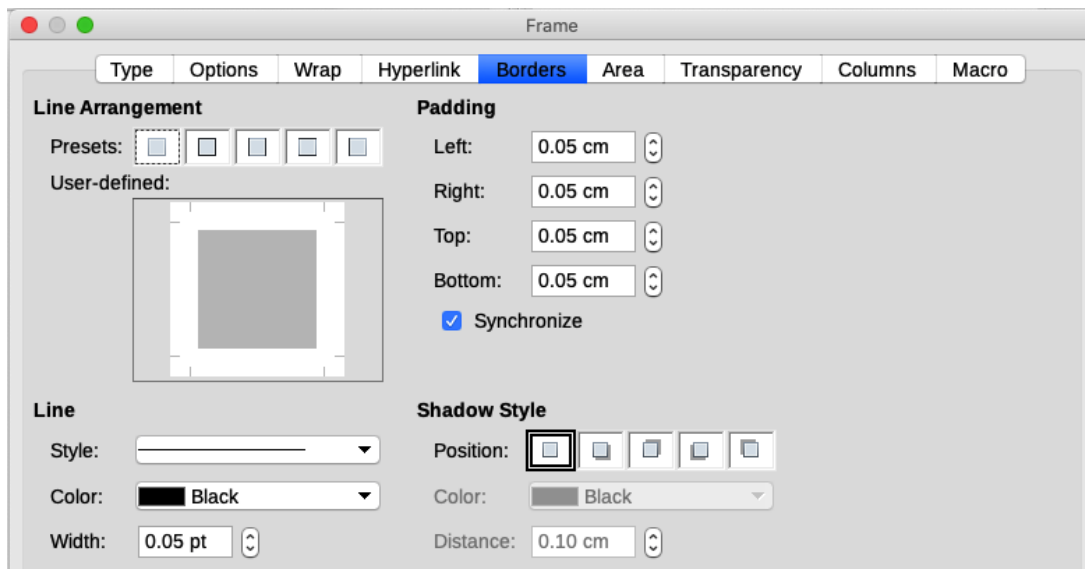 Frame
Type Options Wrap Hyperlink Borders Area Transparency Columns Macro
Line Arrangement
Presets:
User-defined:
Padding
Left: 0.05 cm
Right: 0.05 cm
Top: 0.05 cm
Bottom: 0.05 cm
Synchronize
Line
Style:
Color: Black
Width: 0.05 pt
Shadow Style
Position:
Color: Black
Distance: 0.10 cm